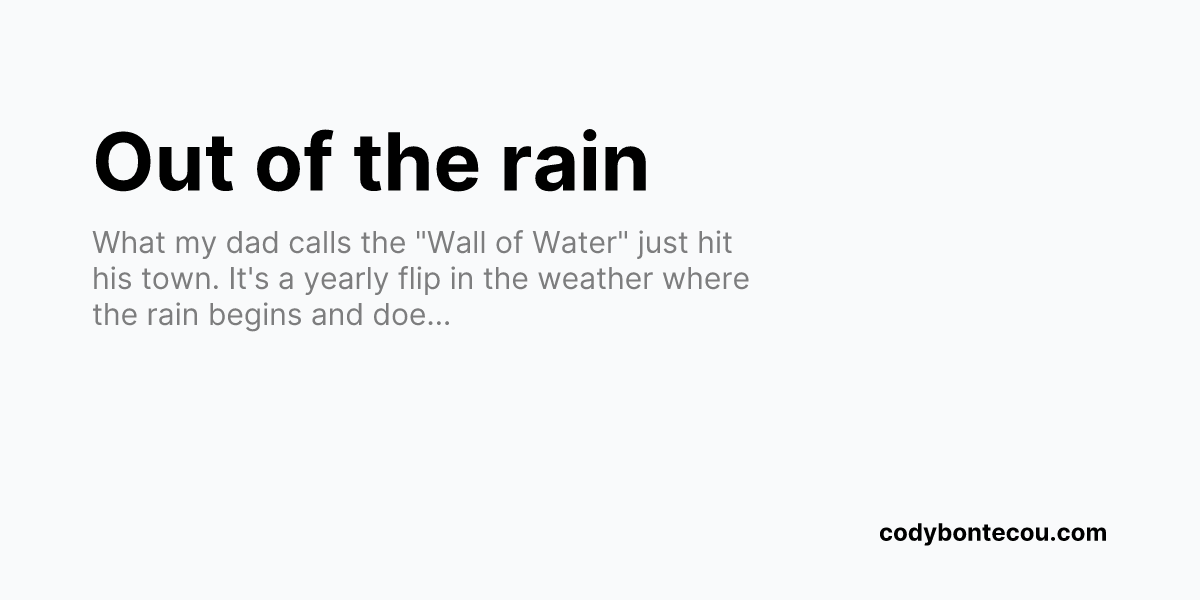 Out of the rain
What my dad calls the "Wall of Water" just hit
his town. It's a yearly flip in the weather where
the rain begins and doe...
codybontecou.com